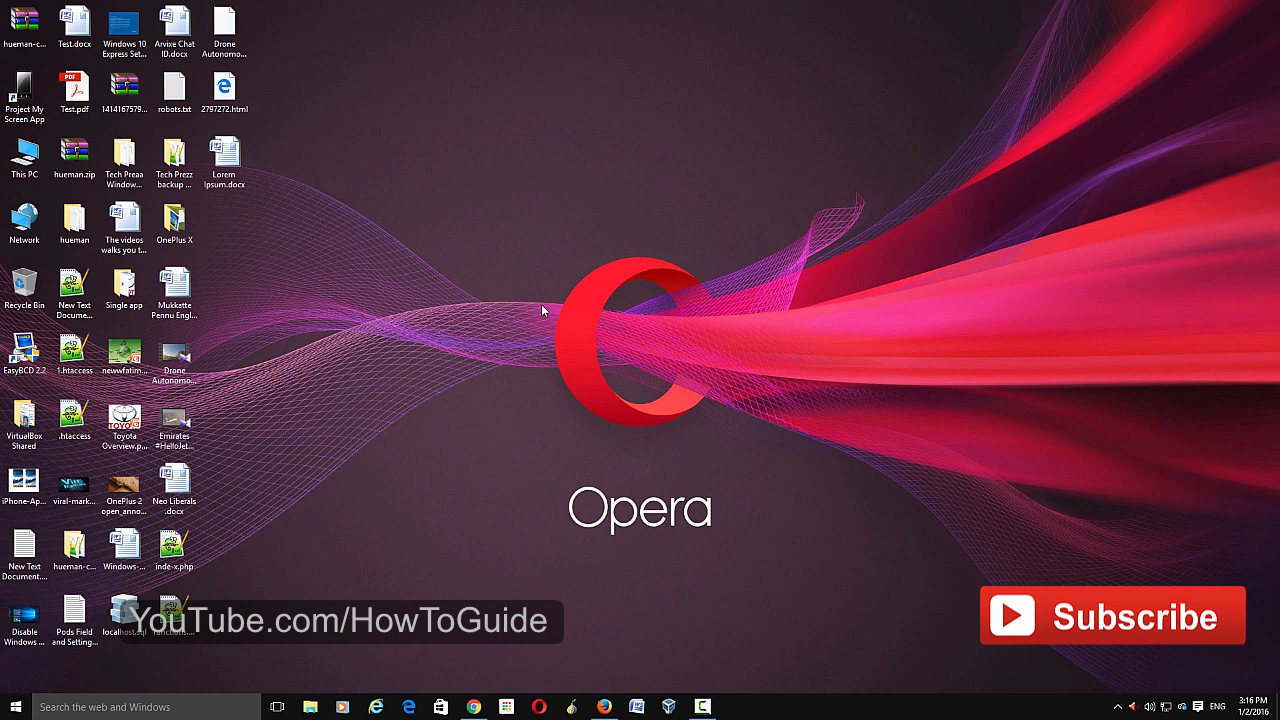 hueman-c...
Test.docx
Windows 10
Express Set...
Arvixe Chat
ID.docx
Drone
Autonomo...
Project My
Screen App
PDF
Test.pdf
1414167579...
robots.txt
2797272.html
This PC
hueman.zip
Tech Preaa
Window...
Tech Prezz
backup ...
Lorem
Ipsum.docx
Network
hueman
The videos
walks you t...
OnePlus X
Recycle Bin
New Text
Docume...
Single app
Mukkatte
Pennu Engl...
EasyBCD 2.2
1.htaccess
newwfatim...
Drone
Autonomo...
VirtualBox
Shared
.htaccess
TOYO
Toyota
Overview.p...
Emirates
#HelloJet...
iPhone-Ap...
viral-mark...
OnePlus 2
open_anno...
Neo Liberals
.docx
New Text
Document....
hueman-c...
Windows-...
inde-x.php
Disable
Windows ...
Pods Field
and Setting...
localhost.sql
functions....
Opera
YouTube.com/HowToGuide
Subscribe
Search the web and Windows
ENG
3:16 PM
1/2/2016